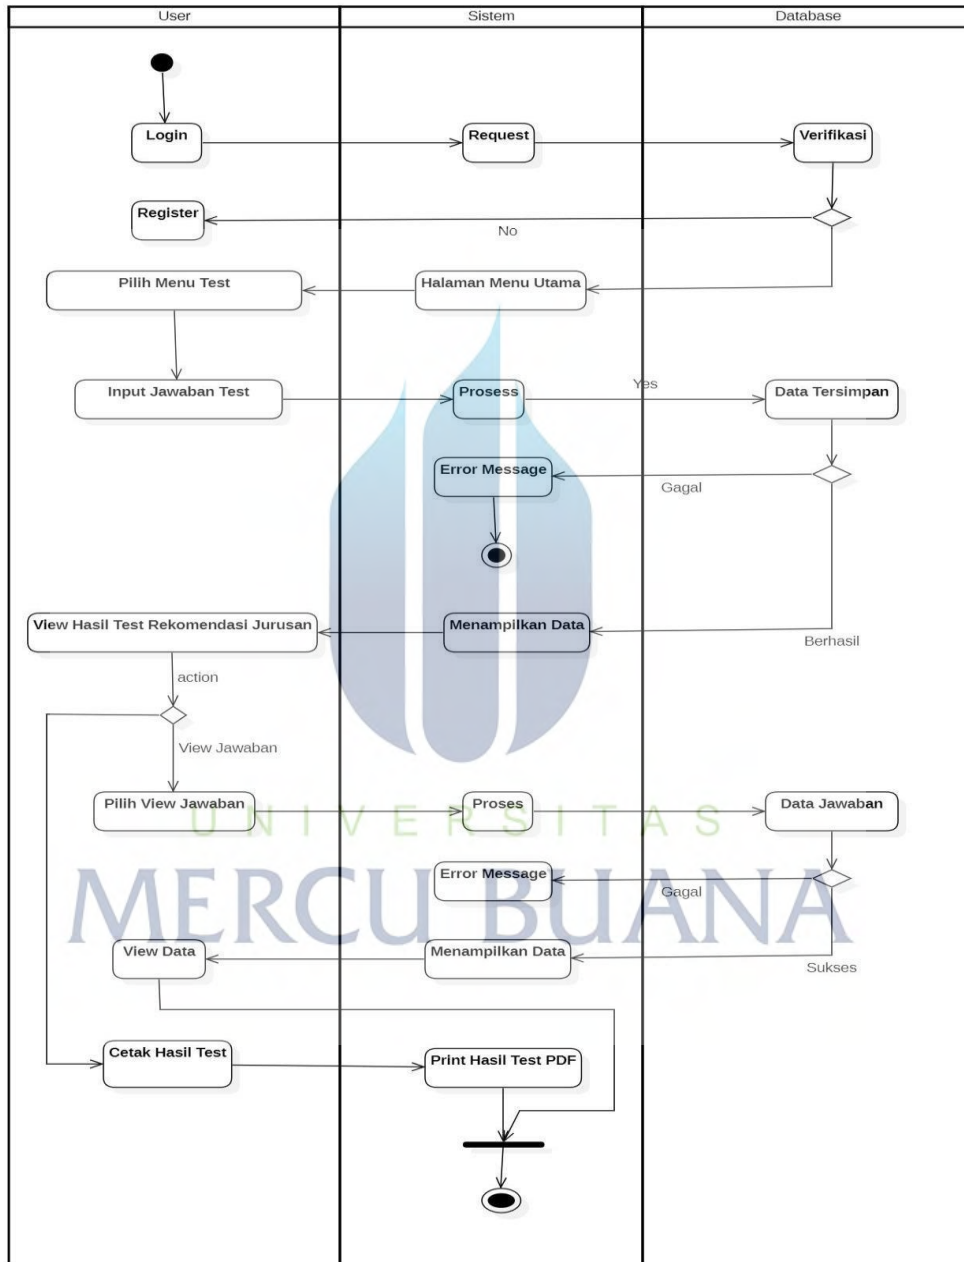 User
Sistem
Database
Login
Request
Verifikasi
Register
No
Pilih Menu Test
Halaman Menu Utama
Input Jawaban Test
Prosess
Yes
Data Tersimpan
Error Message
Gagal
View Hasil Test Rekomendasi Jurusan
Menampilkan Data
Berhasil
action
View Jawaban
Pilih View Jawaban
Proses
Data Jawaban
UNIVERSITAS
Error Message
Gagal
MERCU BUANA
View Data
Menampilkan Data
Sukses
Cetak Hasil Test
Print Hasil Test PDF